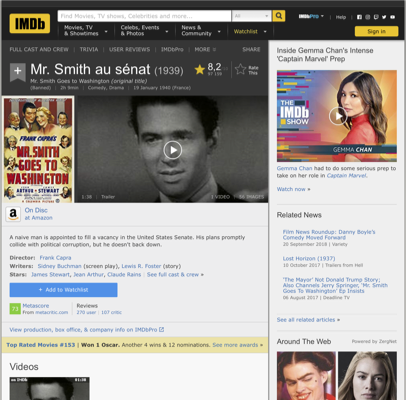 IMDb
Find Movies, TV shows, Celebrities and more...
All
IMDbPro
Help
Movies, TV & Showtimes
Celebs, Events & Photos
News & Community
Watchlist
Sign in
FULL CAST AND CREW | TRIVIA | USER REVIEWS | IMDbPro | MORE
SHARE
Mr. Smith au sénat (1939)
8,2
Rate This
Mr. Smith Goes to Washington (original title)
(Banned) | 2h | Comedy, Drama | 19 January 1940 (France)
FRANK CAPRA'S
MR. SMITH
GOES TO
WASHINGTON
ARTHUR STEWART
1:38 | Trailer
On Disc
at Amazon
A naive man is appointed to fill a vacancy in the United States Senate. His plans promptly
collide with political corruption, but he doesn't back down.
Director: Frank Capra
Writers: Sidney Buchman (screen play), Lewis R. Foster (story)
Stars: James Stewart, Jean Arthur, Claude Rains | See full cast & crew »
+ Add to Watchlist
Metascore
From metacritic.com
Reviews
270 user | 107 critic
View production, box office, & company info on IMDbPro
Top Rated Movies #153 | Won 1 Oscar. Another 4 wins & 12 nominations. See more awards »
Videos
Inside Gemma Chan's Intense
'Captain Marvel' Prep
THE
IMDb
SHOW
GEMMA CHAN
Gemma Chan had to do some serious prep to
take on her role in Captain Marvel.
Watch now »
Related News
Film News Roundup: Danny Boyle's
Comedy Moved Forward
20 September 2018 | Variety
Lost Horizon (1937)
10 October 2017 | Trailers from Hell
'The Mayor' Not Donald Trump Story;
Also Channels Jerry Springer, 'Mr. Smith
Goes To Washington' Ep Insists
06 August 2017 | Deadline TV
See all related articles »
Around The Web
Powered by ZergNet